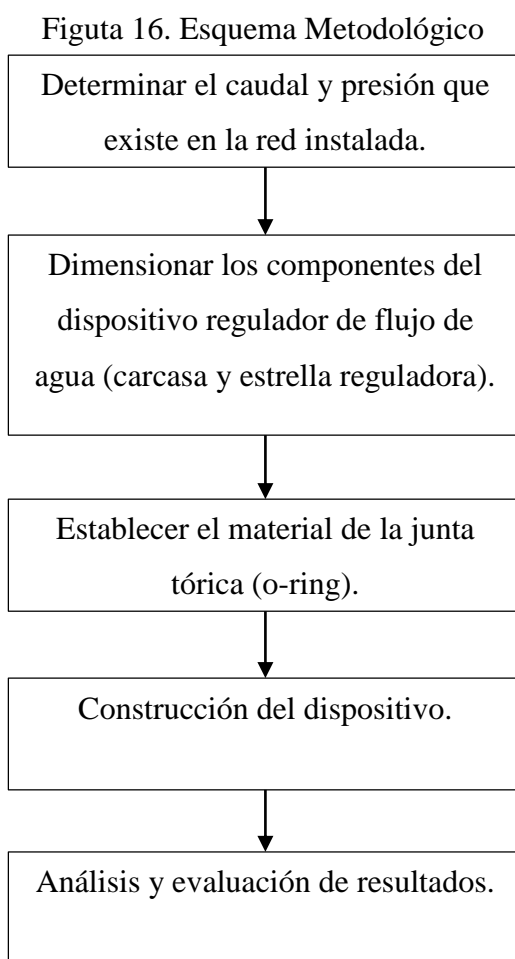 Figuta 16. Esquema Metodológico
Determinar el caudal y presión que
existe en la red instalada.
Dimensionar los componentes del
dispositivo regulador de flujo de
agua (carcasa y estrella reguladora).
Establecer el material de la junta
tórica (o-ring).
Construcción del dispositivo.
Análisis y evaluación de resultados.